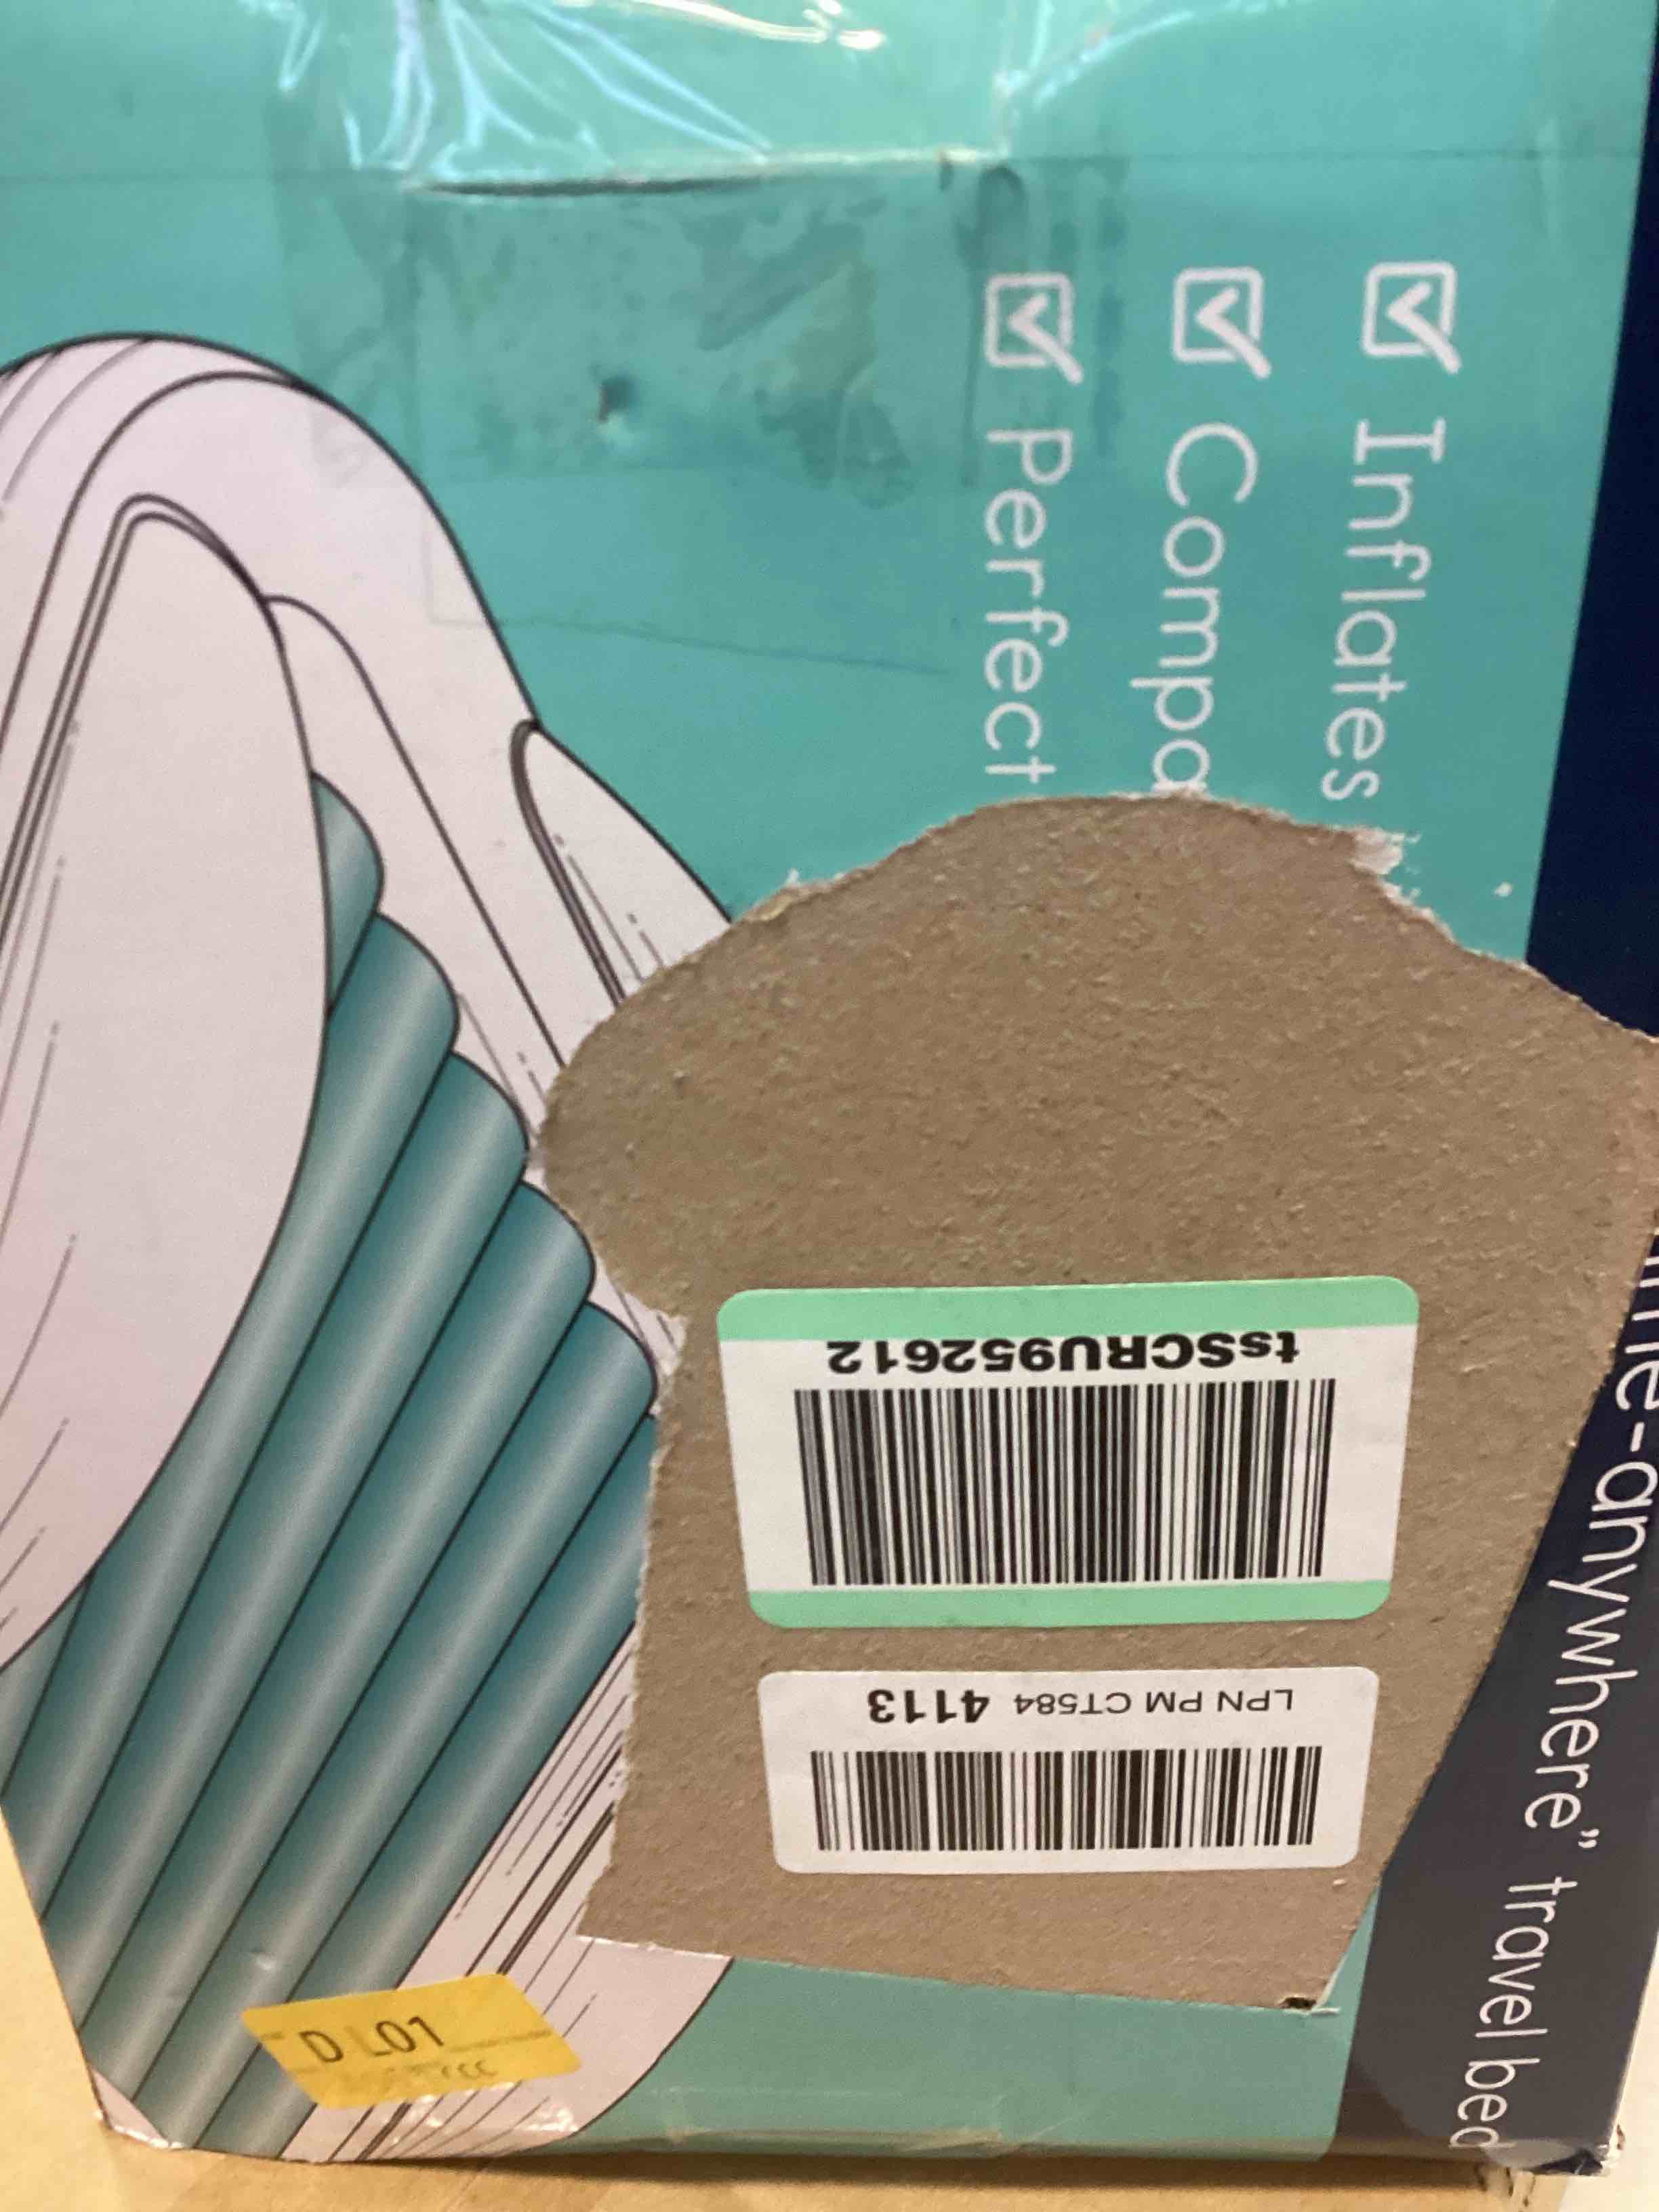 Inflates
Compa
Perfect
-anywhere” travel bed
tsSCRU952612
LPN PM CT584 4113
D L01